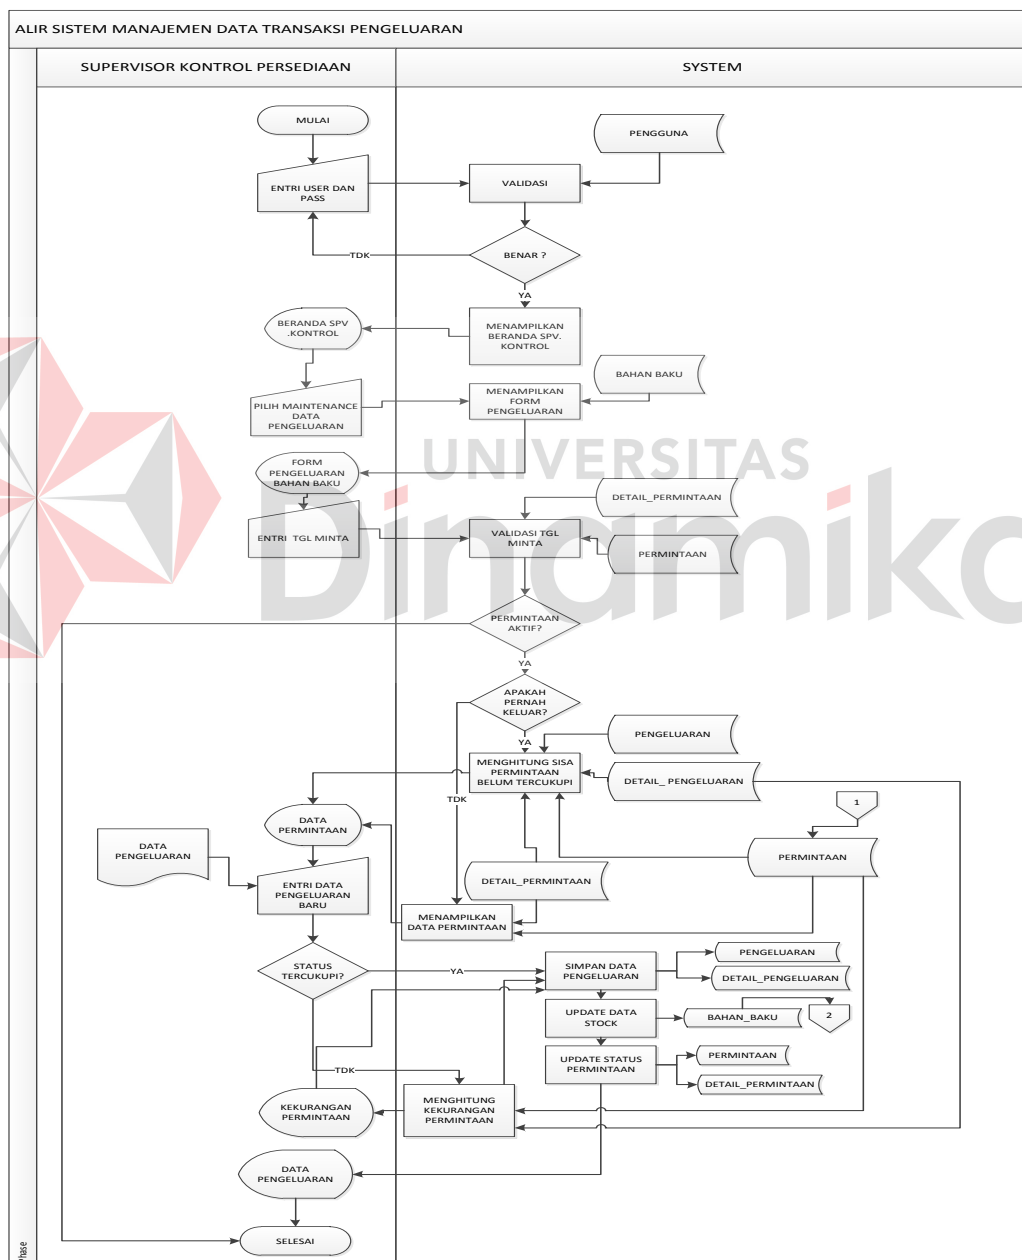 ALIR SISTEM MANAJEMEN DATA TRANSAKSI PENGELUARAN
SUPERVISOR KONTROL PERSEDIAAN
SYSTEM
MULAI
PENGGUNA
ENTRI USER DAN
PASS
VALIDASI
BENAR ?
TDK
YA
BERANDA SPV
.KONTROL
MENAMPILKAN
BERANDA SPV.
KONTROL
BAHAN BAKU
PILIH MAINTENANCE
DATA
PENGELUARAN
MENAMPILKAN
FORM
PENGELUARAN
UNIVERSITAS
Dinamika
FORM
PENGELUARAN
BAHAN BAKU
DETAIL_PERMINTAAN
ENTRI  TGL MINTA
VALIDASI TGL
MINTA
PERMINTAAN
PERMINTAAN
AKTIF?
YA
APAKAH
PERNAH
KELUAR?
YA
TDK
PENGELUARAN
MENGHITUNG SISA
PERMINTAAN
BELUM TERCUKUPI
DETAIL_ PENGELUARAN
1
DATA
PERMINTAAN
DATA
PENGELUARAN
PERMINTAAN
ENTRI DATA
PENGELUARAN
BARU
DETAIL_PERMINTAAN
MENAMPILKAN
DATA PERMINTAAN
STATUS
TERCUKUPI?
YA
SIMPAN DATA
PENGELUARAN
PENGELUARAN
DETAIL_PENGELUARAN
UPDATE DATA
STOCK
BAHAN_BAKU
2
UPDATE STATUS
PERMINTAAN
PERMINTAAN
DETAIL_PERMINTAAN
TDK
KEKURANGAN
PERMINTAAN
MENGHITUNG
KEKURANGAN
PERMINTAAN
DATA
PENGELUARAN
SELESAI
Phase